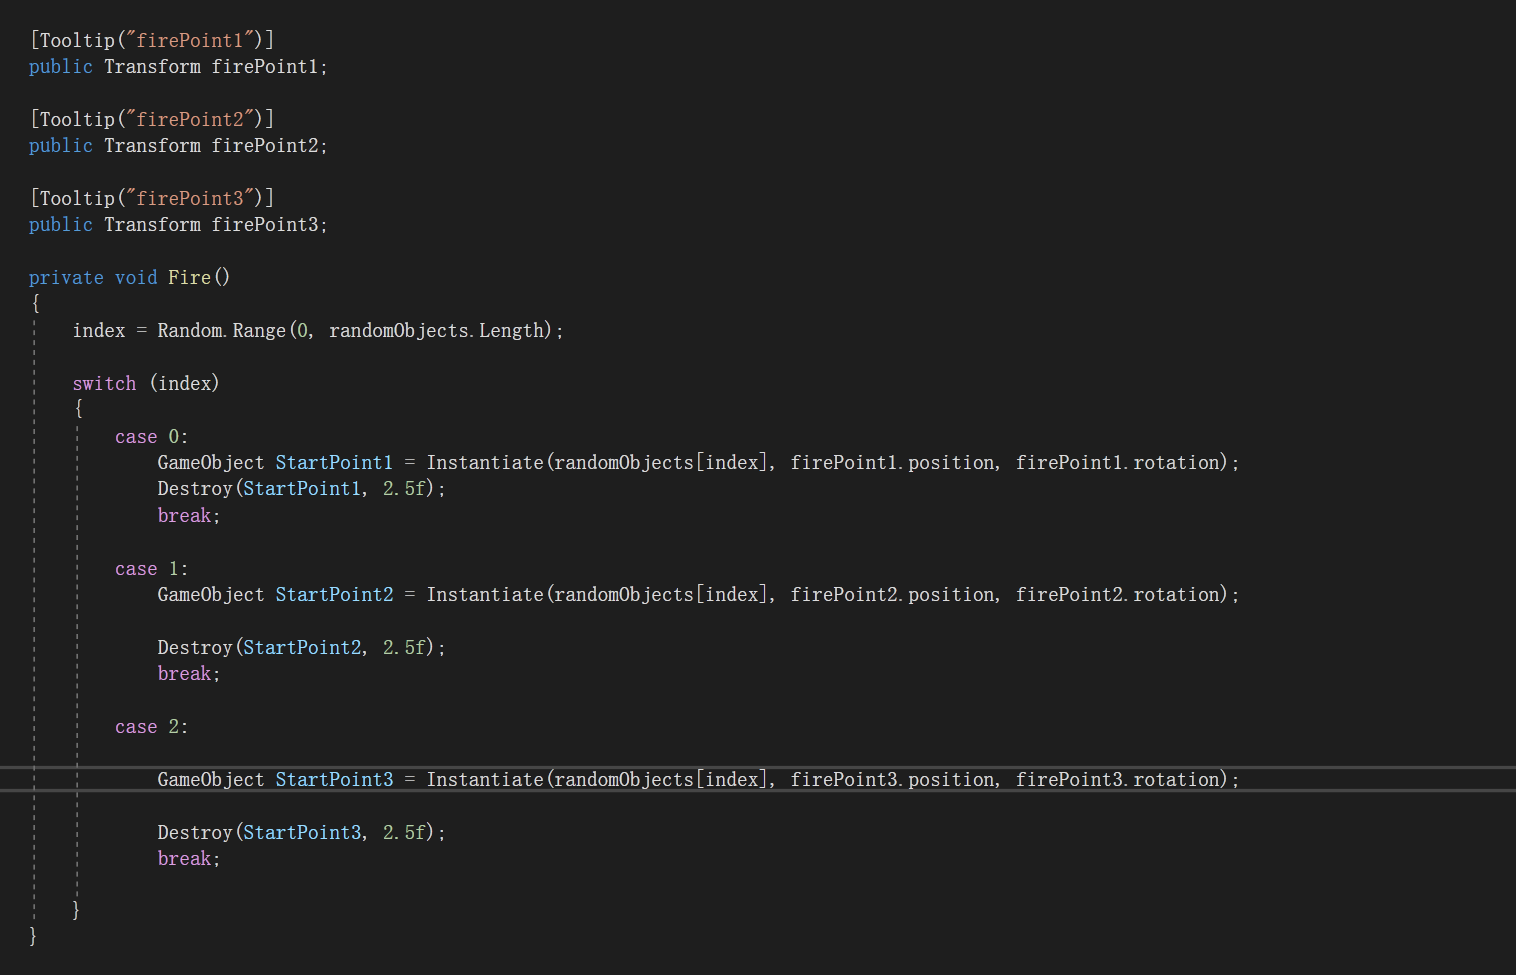 [Tooltip("firePoint1")]
public Transform firePoint1;
[Tooltip("firePoint2")]
public Transform firePoint2;
[Tooltip("firePoint3")]
public Transform firePoint3;
private void Fire()
{
index = Random.Range(0, randomObjects.Length);
switch (index)
{
case 0:
GameObject StartPoint1 = Instantiate(randomObjects[index], firePoint1.position, firePoint1.rotation);
Destroy(StartPoint1, 2.5f);
break;
case 1:
GameObject StartPoint2 = Instantiate(randomObjects[index], firePoint2.position, firePoint2.rotation);
Destroy(StartPoint2, 2.5f);
break;
case 2:
GameObject StartPoint3 = Instantiate(randomObjects[index], firePoint3.position, firePoint3.rotation);
Destroy(StartPoint3, 2.5f);
break;
}
}